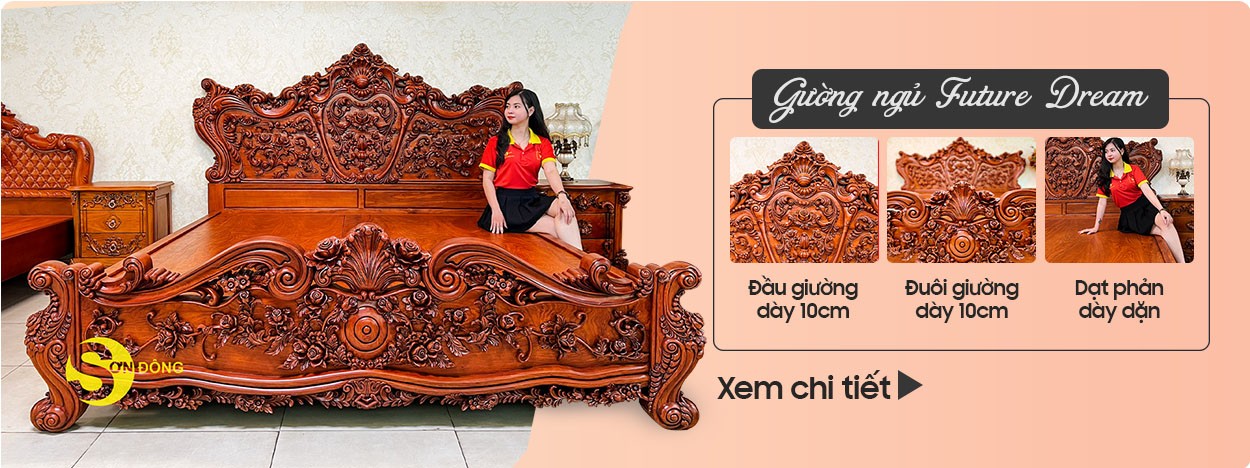 Giường ngủ Future Dream
Đầu giường
dày 10cm
Đuôi giường
dày 10cm
Dạt phản
dày dặn
Xem chi tiết
SƠN ĐÔNG